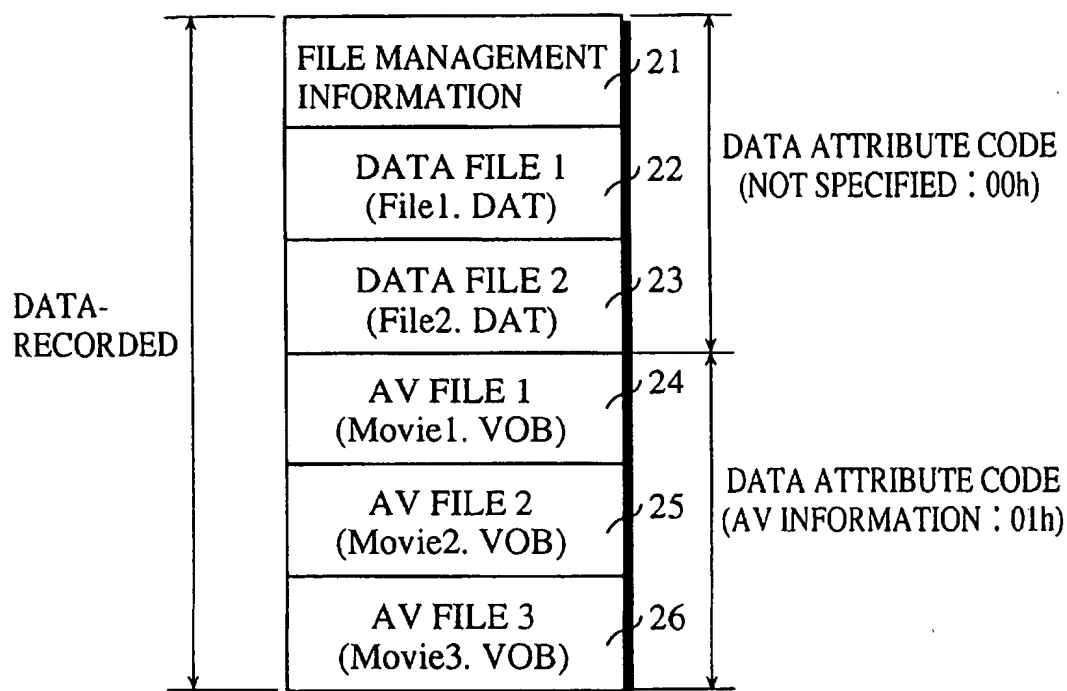 FILE MANAGEMENT
INFORMATION
21
DATA FILE 1
(File1. DAT)
22
DATA FILE 2
(File2. DAT)
23
DATA ATTRIBUTE CODE
(NOT SPECIFIED : 00h)
DATA-
RECORDED
AV FILE 1
(Movie1. VOB)
24
AV FILE 2
(Movie2. VOB)
25
AV FILE 3
(Movie3. VOB)
26
DATA ATTRIBUTE CODE
(AV INFORMATION : 01h)